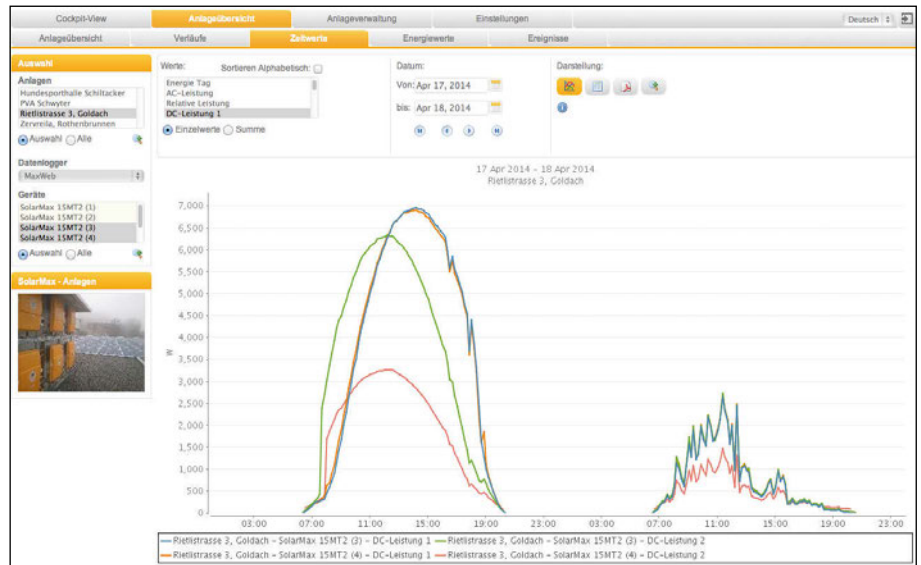 Cockpit-View Anlageübersicht Anlageverwaltung Einstellungen Deutsch
Anlageübersicht Verläufe Zeitwerte Energiewerte Ereignisse
Auswahl
Anlagen
Hundesporthalle Schiltacker
PVA Schwyter
Rietlistrasse 3, Goldach
Zervreila, Rothenbrunnen
Auswahl Alle
Datenlogger
MaxWeb
Geräte
SolarMax 15MT2 (1)
SolarMax 15MT2 (2)
SolarMax 15MT2 (3)
SolarMax 15MT2 (4)
Auswahl Alle
SolarMax - Anlagen
Werte: Sortieren Alphabetisch:
Energie Tag
AC-Leistung
Relative Leistung
DC-Leistung 1
Einzelwerte Summe
Datum:
Von: Apr 17, 2014
bis: Apr 18, 2014
Darstellung:
17 Apr 2014 - 18 Apr 2014
Rietlistrasse 3, Goldach
W
7,000
6,500
6,000
5,500
5,000
4,500
4,000
3,500
3,000
2,500
2,000
1,500
1,000
500
0
03:00 07:00 11:00 15:00 19:00 23:00 03:00 07:00 11:00 15:00 19:00 23:00
Rietlistrasse 3, Goldach - SolarMax 15MT2 (3) - DC-Leistung 1 Rietlistrasse 3, Goldach - SolarMax 15MT2 (3) - DC-Leistung 2
Rietlistrasse 3, Goldach - SolarMax 15MT2 (4) - DC-Leistung 1 Rietlistrasse 3, Goldach - SolarMax 15MT2 (4) - DC-Leistung 2